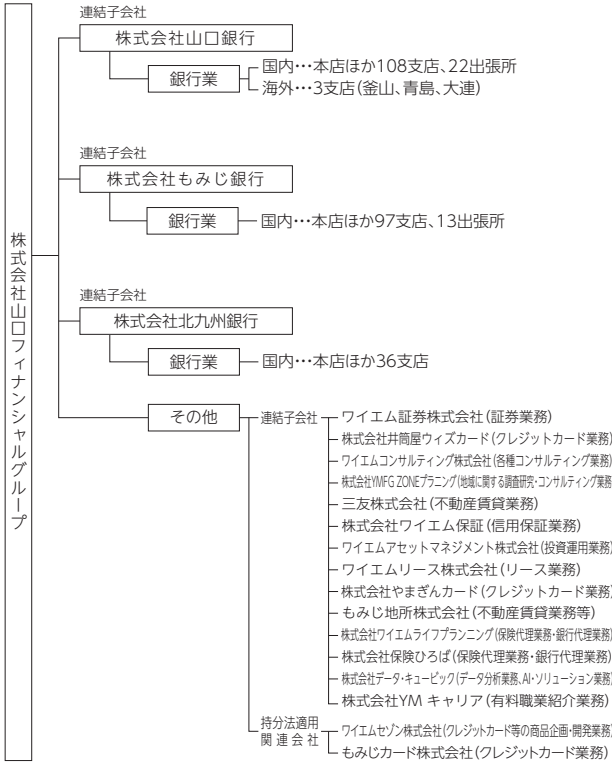 株式会社山口フィナンシャルグループ
連結子会社
株式会社山口銀行
銀行業
国内･･･本店ほか108支店、22出張所
海外･･･3支店(釜山、青島、大連)
連結子会社
株式会社もみじ銀行
銀行業
国内･･･本店ほか97支店、13出張所
連結子会社
株式会社北九州銀行
銀行業
国内･･･本店ほか36支店
その他
連結子会社
ワイエム証券株式会社(証券業務)
株式会社井筒屋ウィズカード(クレジットカード業務)
ワイエムコンサルティング株式会社(各種コンサルティング業務)
株式会社YMFG ZONEプラニング(地域に関する調査研究・コンサルティング業務
三友株式会社(不動産賃貸業務)
株式会社ワイエム保証(信用保証業務)
ワイエムアセットマネジメント株式会社(投資運用業務)
ワイエムリース株式会社(リース業務)
株式会社やまぎんカード(クレジットカード業務)
もみじ地所株式会社(不動産賃貸業務等)
株式会社ワイエムライフプランニング(保険代理業務・銀行代理業務)
株式会社保険ひろば(保険代理業務・銀行代理業務)
株式会社データ・キュービック(データ分析業務、AI・ソリューション業務)
株式会社YM キャリア(有料職業紹介業務)
持分法適用
関連会社
ワイエムセゾン株式会社(クレジットカード等の商品企画・開発業務)
もみじカード株式会社(クレジットカード業務)